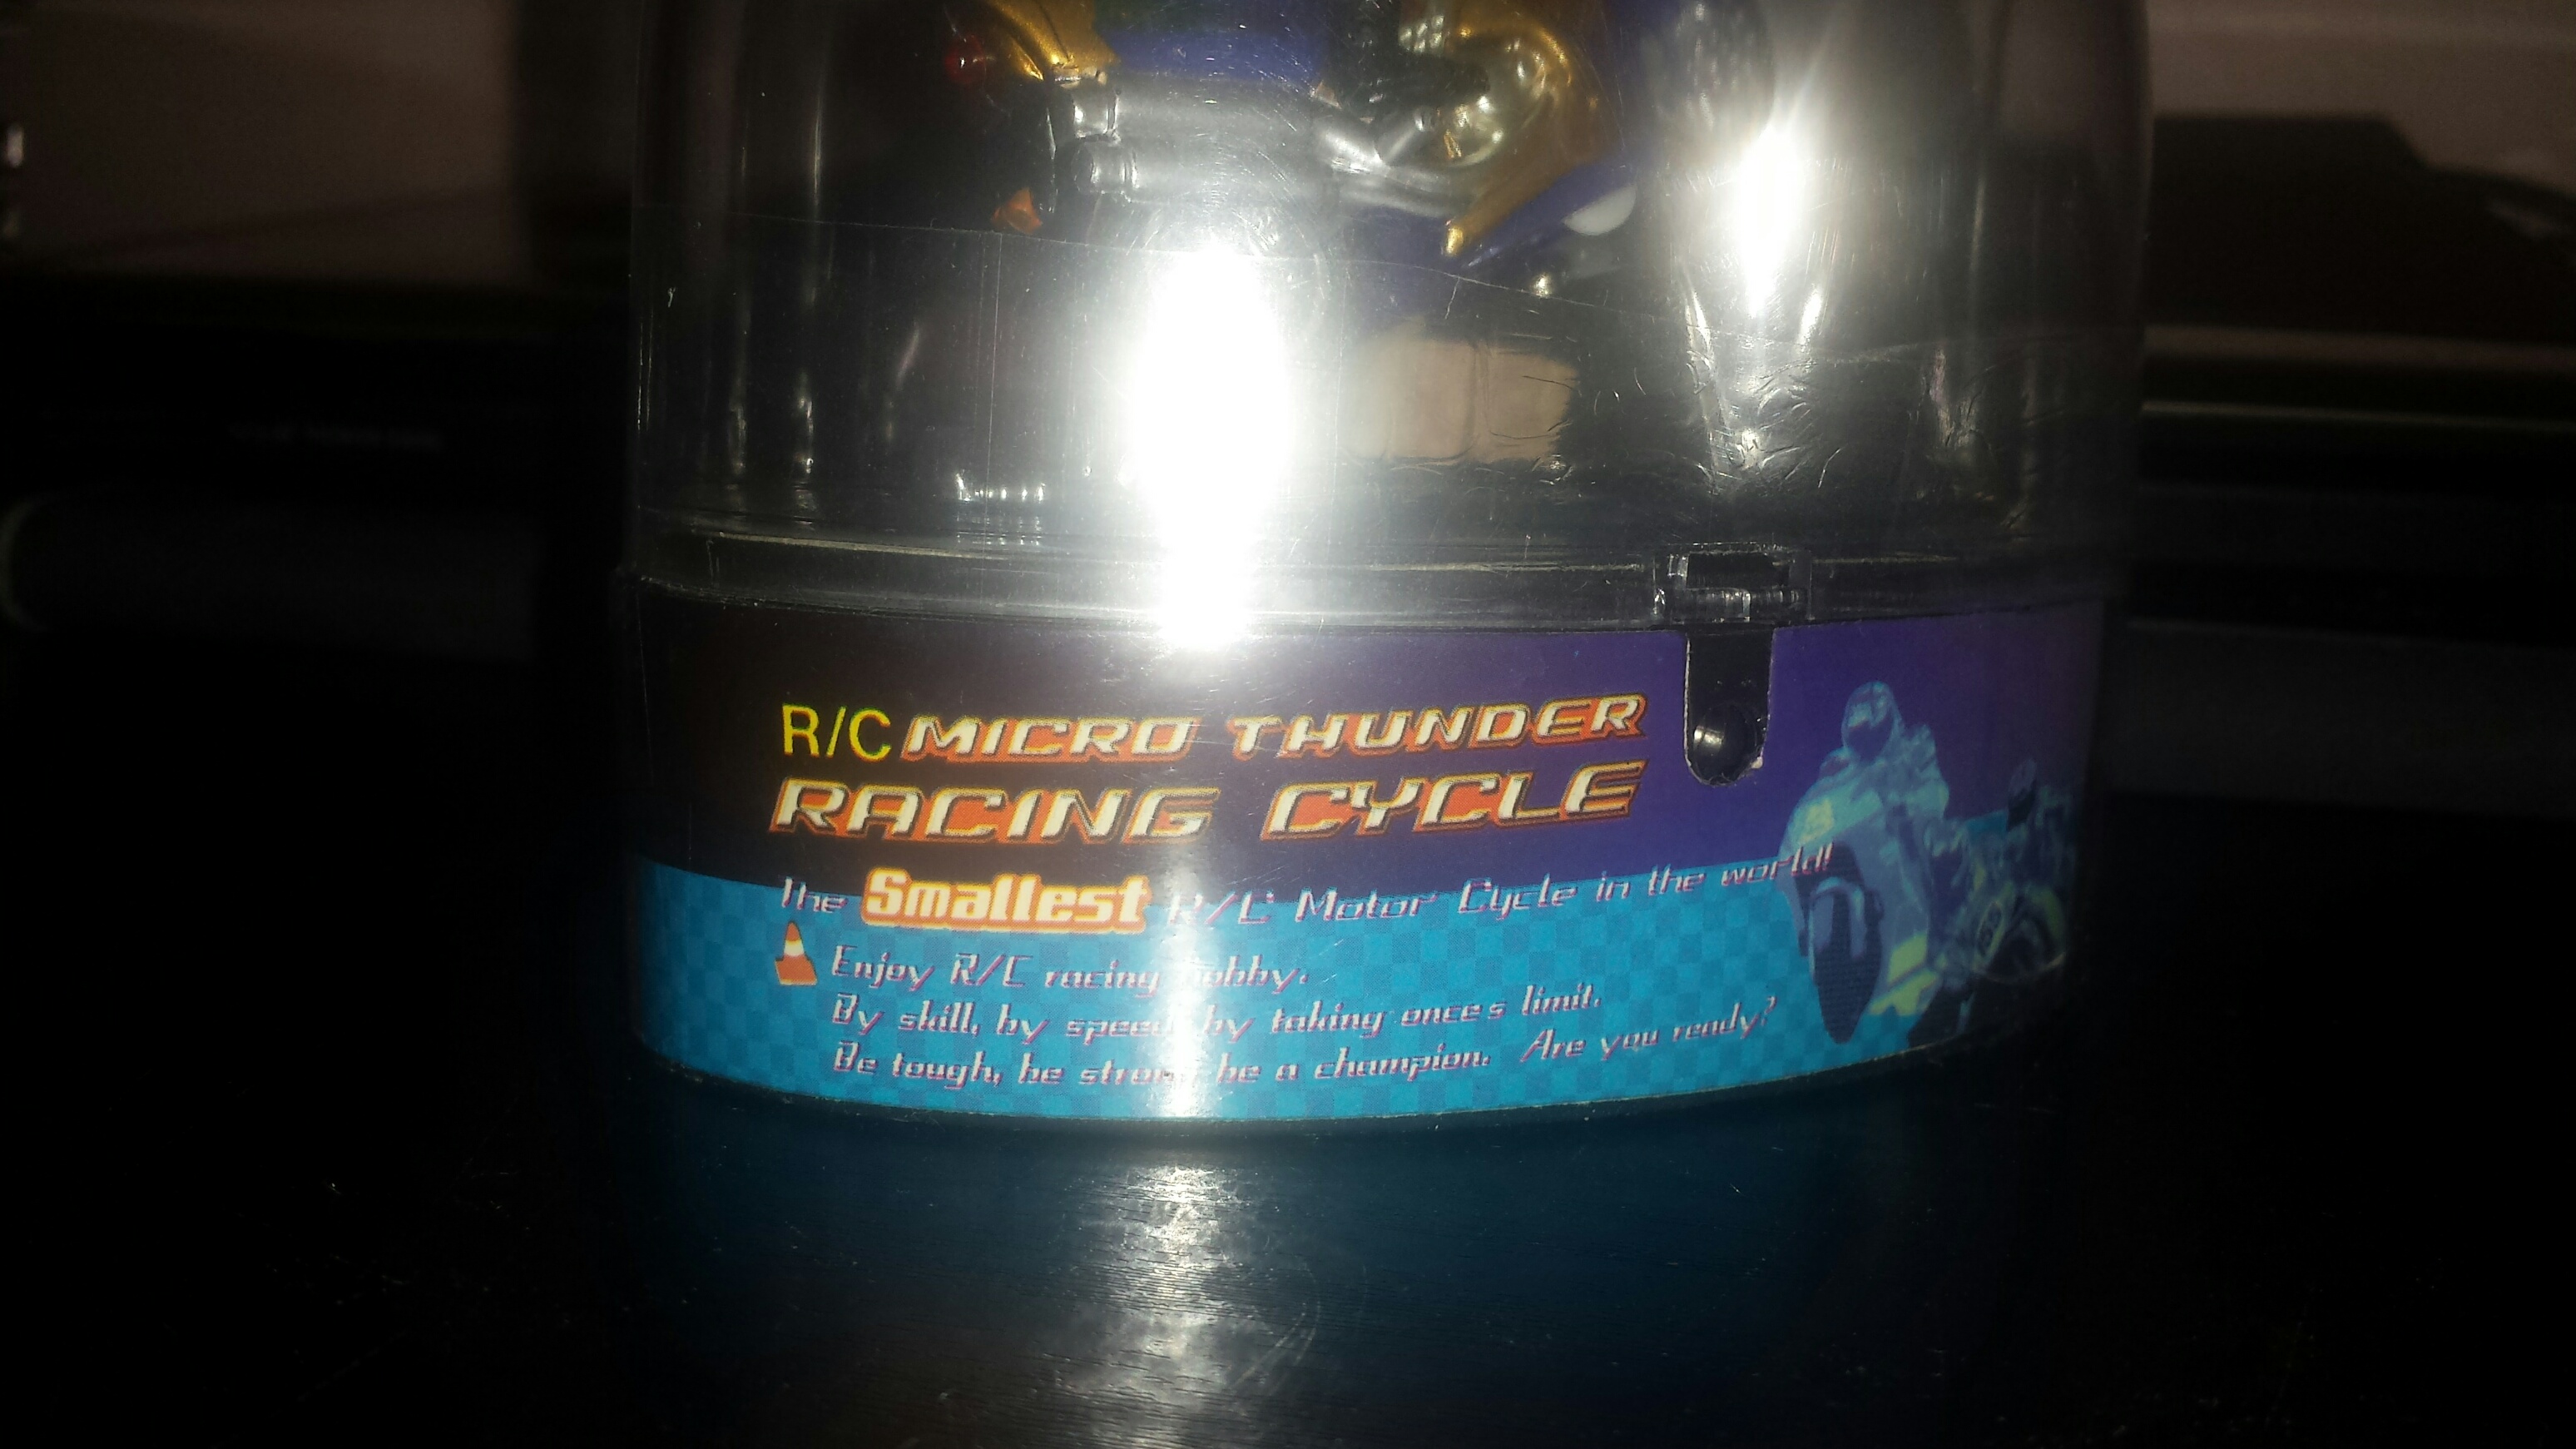 R/C MICRO THUNDER
RACING CYCLE
The Smallest R/C Motor Cycle in the world!
Enjoy R/C racing hobby.
By skill, by speed by taking once s limit.
Be tough, be strong be a champion. Are you ready?